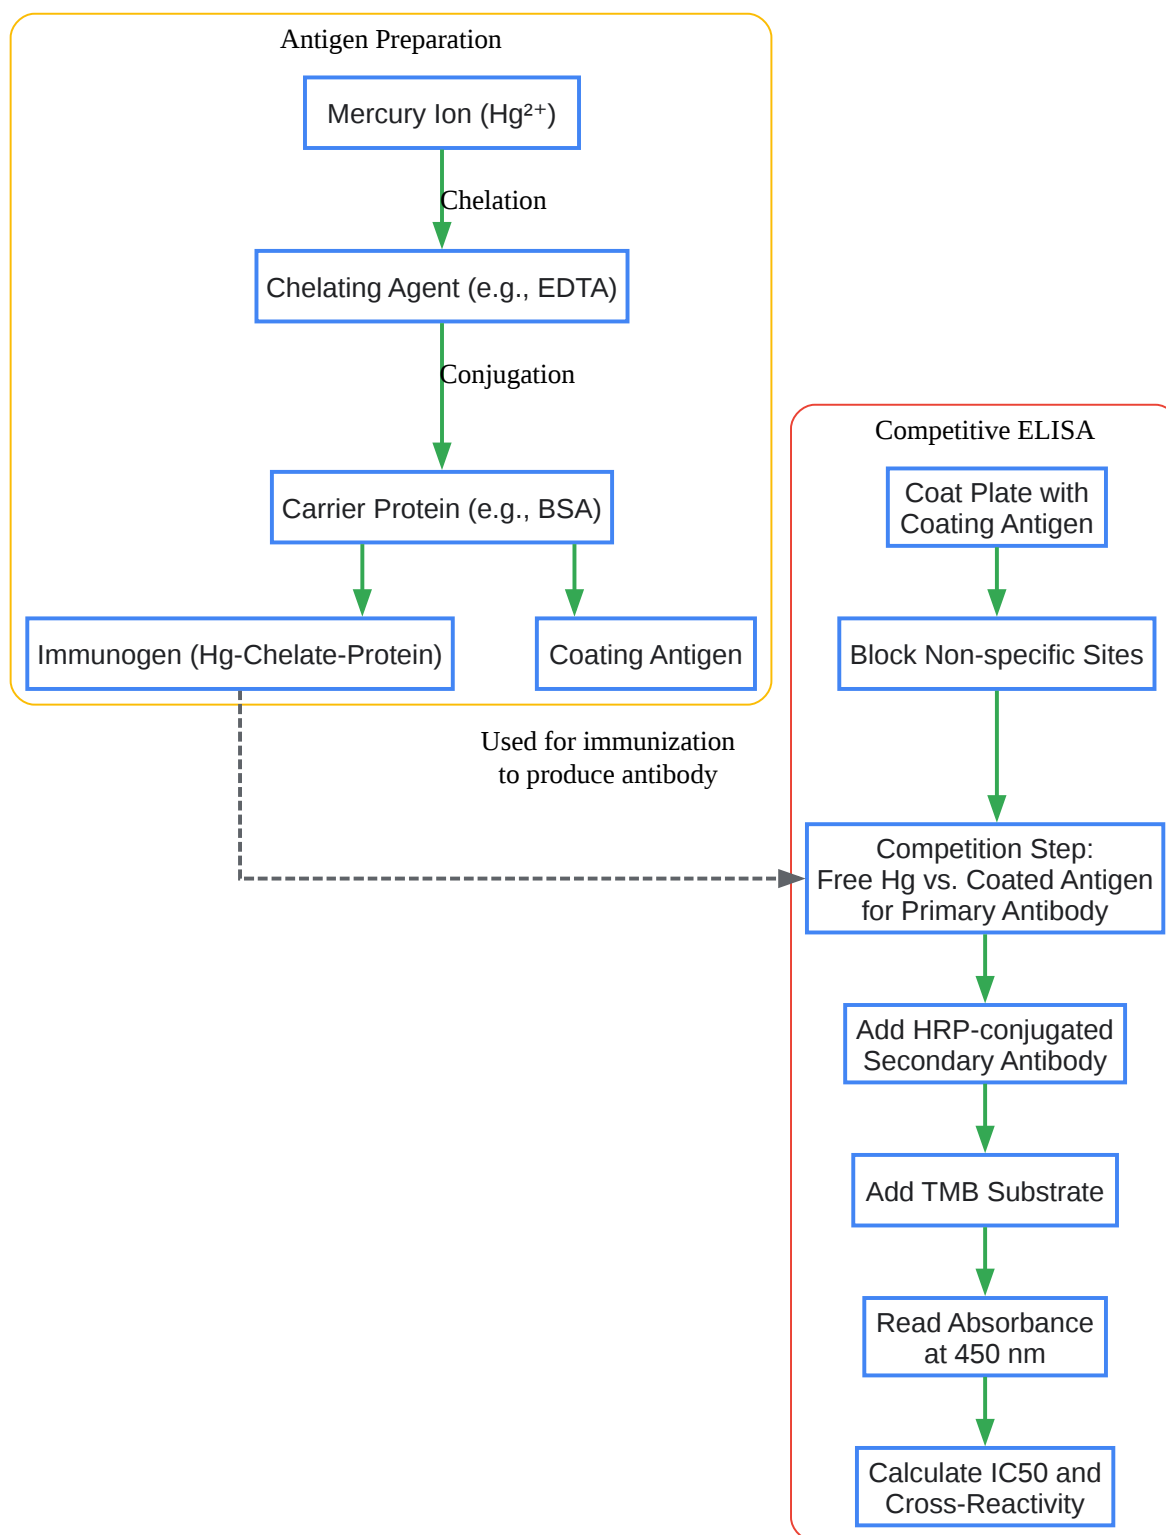 Antigen Preparation
Mercury Ion (Hg²⁺)
Chelation
Chelating Agent (e.g., EDTA)
Conjugation
Carrier Protein (e.g., BSA)
Immunogen (Hg-Chelate-Protein)
Coating Antigen
Used for immunization
to produce antibody
Competitive ELISA
Coat Plate with
Coating Antigen
Block Non-specific Sites
Competition Step:
Free Hg vs. Coated Antigen
for Primary Antibody
Add HRP-conjugated
Secondary Antibody
Add TMB Substrate
Read Absorbance
at 450 nm
Calculate IC50 and
Cross-Reactivity